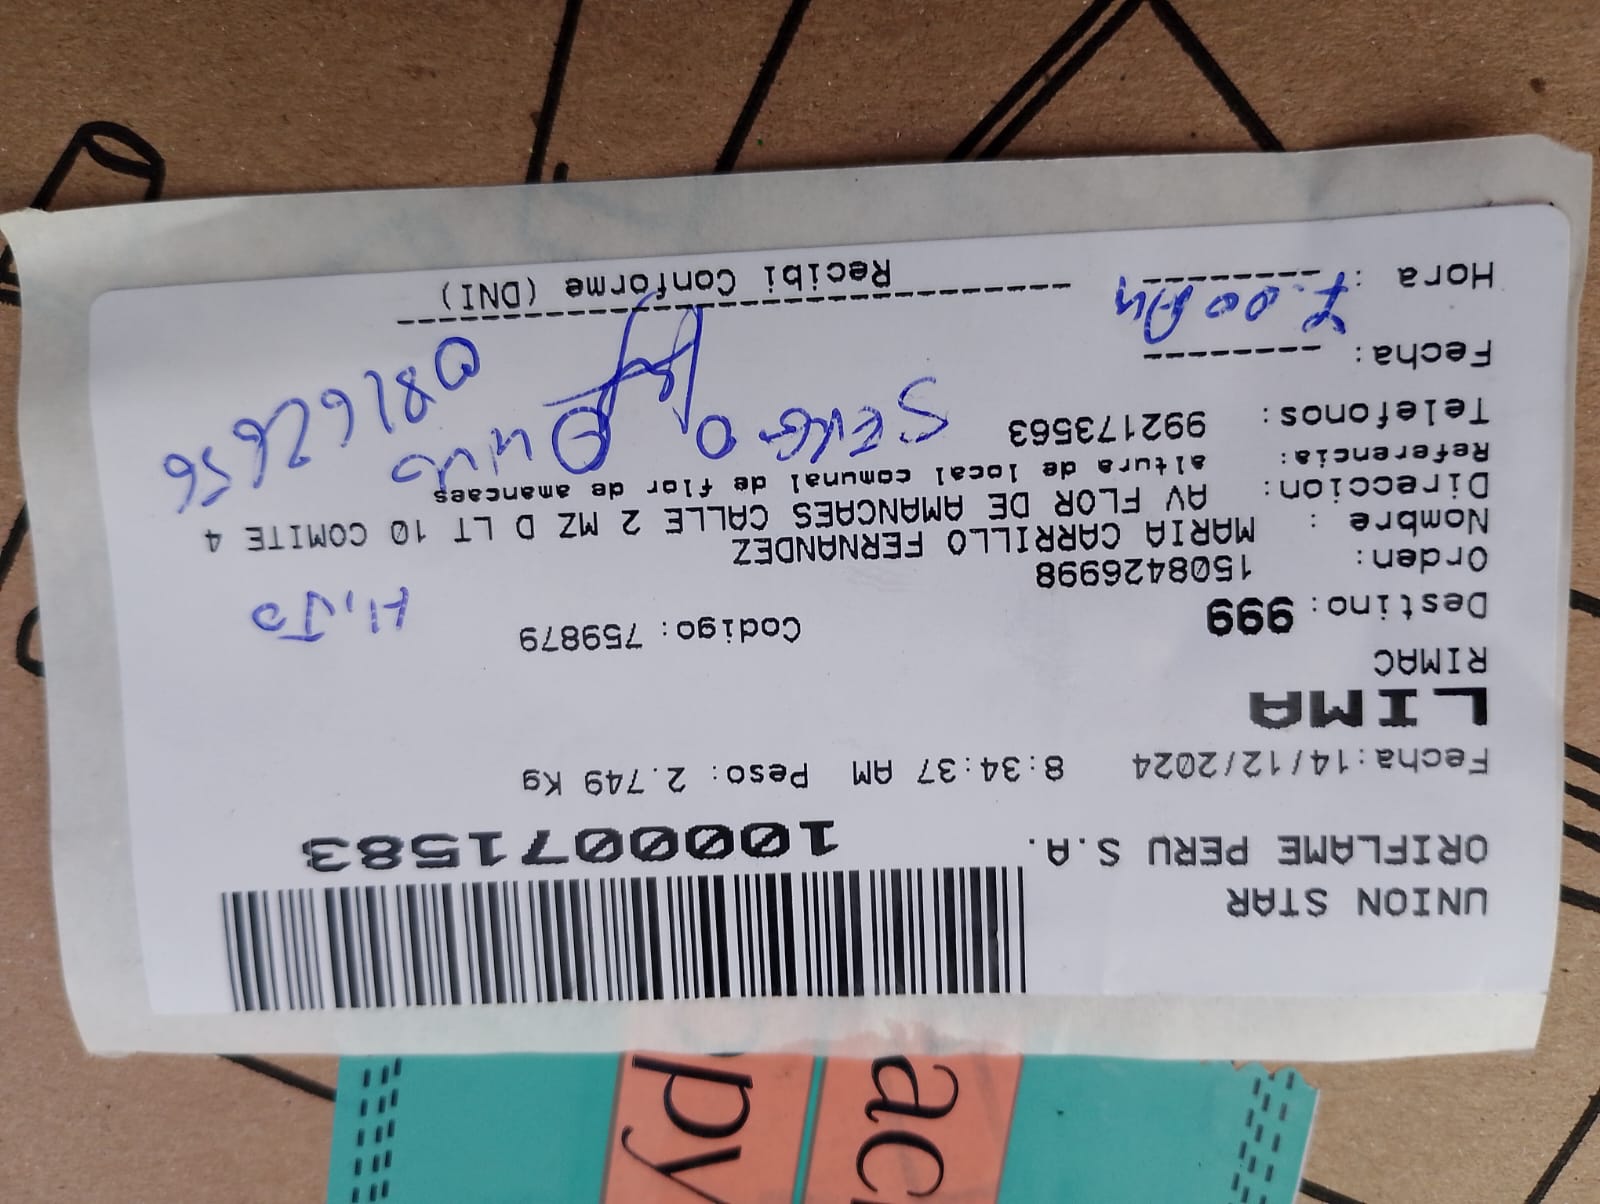 UNION STAR
ORIFLAME PERU S.A.
1000071583
Fecha:14/12/2024 8:34:37 AM Peso: 2.749 Kg
LIMA
RIMAC
Destino: 999 Codigo: 759879
HIJO
Orden: 1508426998
Nombre : MARIA CARRILLO FERNANDEZ
Direccion: AV FLOR DE AMANCAES CALLE 2 MZ D LT 10 COMITE 4
Referencia: altura de local comunal de flor de amancaes
Telefonos: 992173563
08162656
Fecha: ----------
Hora : ----------
Recibi Conforme (DNI)